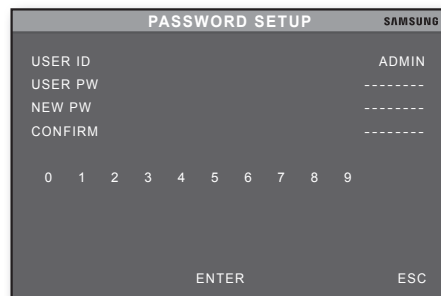 PASSWORD SETUP SAMSUNG
USER ID ADMIN
USER PW --------
NEW PW --------
CONFIRM --------
0 1 2 3 4 5 6 7 8 9
ENTER ESC